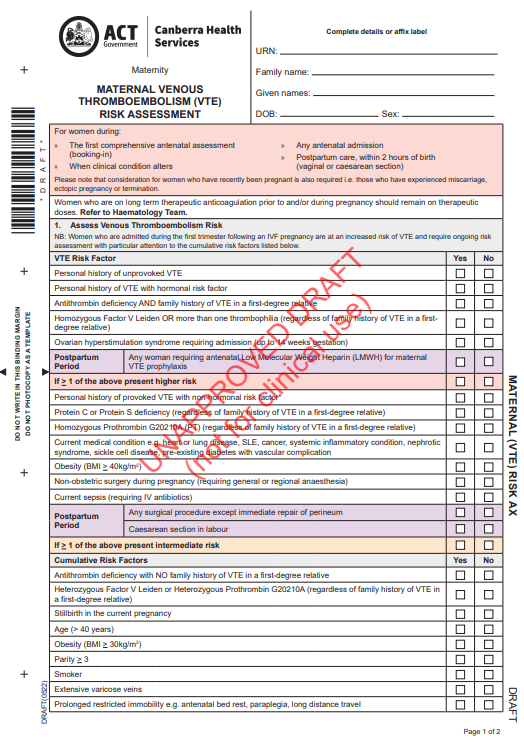 ACT
Government
Canberra Health
Services
Complete details or affix label
URN:
Family name:
Given names:
DOB: Sex:
Maternity
MATERNAL VENOUS
THROMBOEMBOLISM (VTE)
RISK ASSESSMENT
For women during:
» The first comprehensive antenatal assessment
(booking-in)
» When clinical condition alters
» Any antenatal admission
» Postpartum care, within 2 hours of birth
(vaginal or caesarean section)
Please note that consideration for women who have recently been pregnant is also required i.e. those who have experienced miscarriage,
ectopic pregnancy or termination.
Women who are on long term therapeutic anticoagulation prior to and/or during pregnancy should remain on therapeutic
doses. Refer to Haematology Team.
1. Assess Venous Thromboembolism Risk
NB: Women who are admitted during the first trimester following an IVF pregnancy are at an increased risk of VTE and require ongoing risk
assessment with particular attention to the cumulative risk factors listed below.
VTE Risk Factor Yes No
Personal history of unprovoked VTE
Personal history of VTE with hormonal risk factor
Antithrombin deficiency AND family history of VTE in a first-degree relative
Homozygous Factor V Leiden OR more than one thrombophilia (regardless of family history of VTE in a first-
degree relative)
Ovarian hyperstimulation syndrome requiring admission (up to 14 weeks gestation)
Postpartum
Period
Any woman requiring antenatal Low Molecular Weight Heparin (LMWH) for maternal
VTE prophylaxis
If ≥ 1 of the above present higher risk
Personal history of provoked VTE with non-hormonal risk factor
Protein C or Protein S deficiency (regardless of family history of VTE in a first-degree relative)
Homozygous Prothrombin G20210A (PT) (regardless of family history of VTE in a first-degree relative)
Current medical condition e.g. heart or lung disease, SLE, cancer, systemic inflammatory condition, nephrotic
syndrome, sickle cell disease, pre-existing diabetes with vascular complication
Obesity (BMI ≥ 40kg/m²)
Non-obstetric surgery during pregnancy (requiring general or regional anaesthesia)
Current sepsis (requiring IV antibiotics)
Postpartum
Period
Any surgical procedure except immediate repair of perineum
Caesarean section in labour
If ≥ 1 of the above present intermediate risk
Cumulative Risk Factors Yes No
Antithrombin deficiency with NO family history of VTE in a first-degree relative
Heterozygous Factor V Leiden or Heterozygous Prothrombin G20210A (regardless of family history of VTE in
a first-degree relative)
Stillbirth in the current pregnancy
Age (> 40 years)
Obesity (BMI ≥ 30kg/m²)
Parity ≥ 3
Smoker
Extensive varicose veins
Prolonged restricted immobility e.g. antenatal bed rest, paraplegia, long distance travel
UNAPPROVED DRAFT
(not for clinical use)
* D R A F T *
DO NOT WRITE IN THIS BINDING MARGIN
DO NOT PHOTOCOPY AS A TEMPLATE
DRAFT(0522)
MATERNAL (VTE) RISK AX
DRAFT
Page 1 of 2